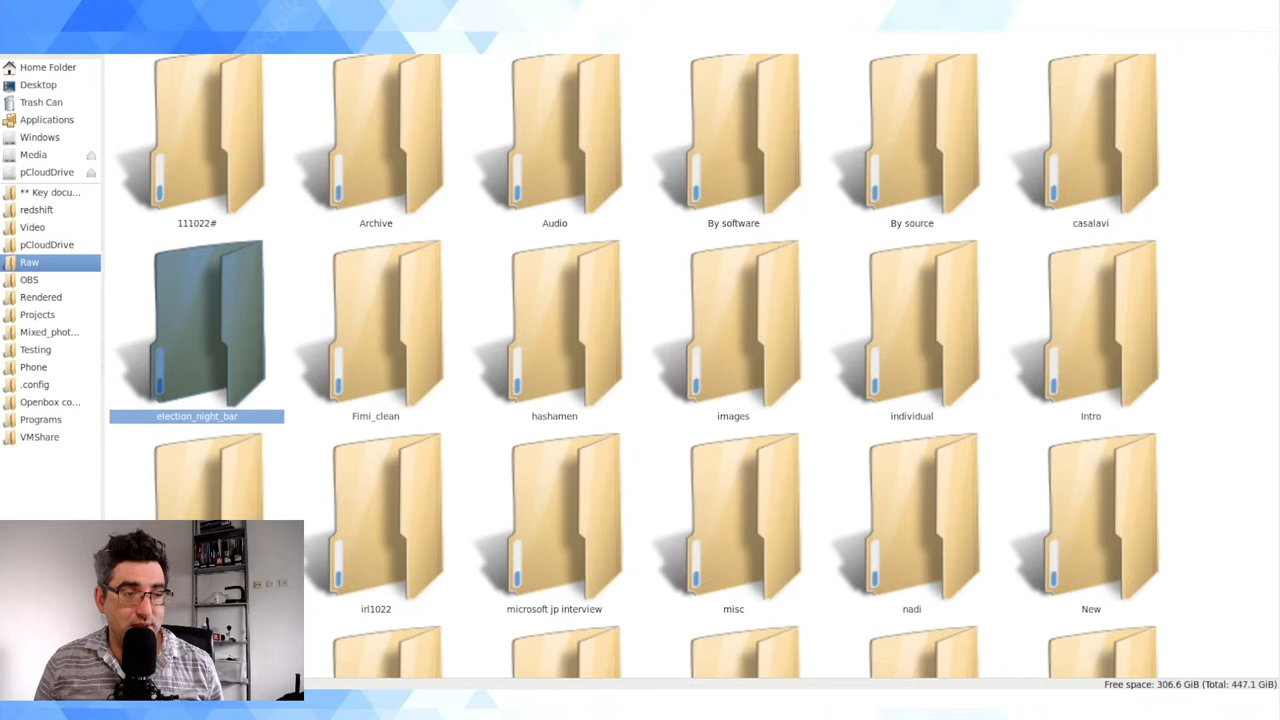 Home Folder
Desktop
Trash Can
Applications
Windows
Media
pCloudDrive
** Key docu...
redshift
Video
pCloudDrive
Raw
OBS
Rendered
Projects
Mixed_phot...
Testing
Phone
.config
Openbox co...
Programs
VMShare
111022# Archive Audio By software By source casalavi
election_night_bar Fimi_clean hashamen images individual Intro
irl1022 microsoft jp interview misc nadi New
Free space: 306.6 GiB (Total: 447.1 GiB)